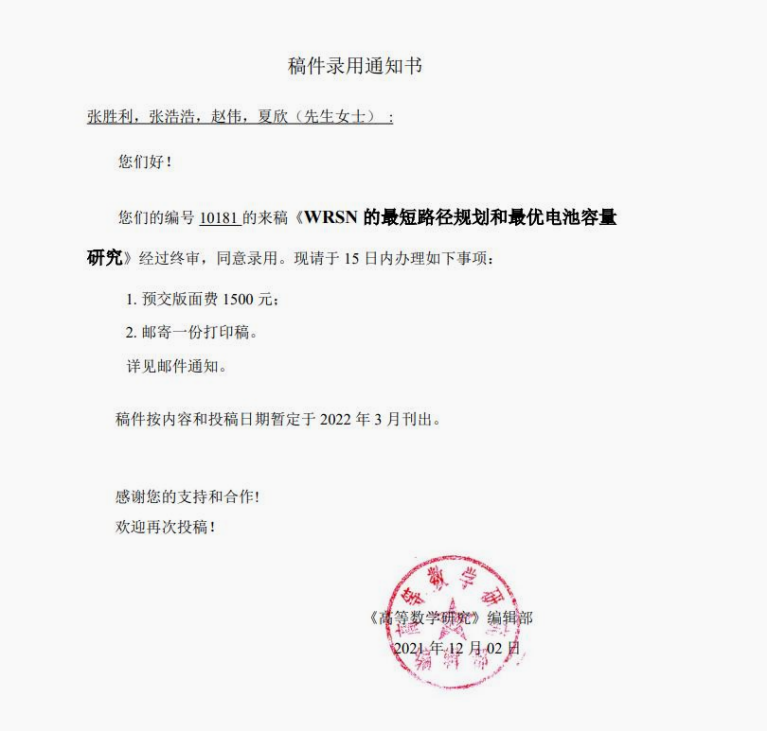 稿件录用通知书
张胜利，张浩浩，赵伟，夏欣（先生女士）：
您们好！
您们的编号 10181 的来稿《WRSN 的最短路径规划和最优电池容量
研究》经过终审，同意录用。现请于 15 日内办理如下事项：
1. 预交版面费 1500 元；
2. 邮寄一份打印稿。
详见邮件通知。
稿件按内容和投稿日期暂定于 2022 年 3 月刊出。
感谢您的支持和合作！
欢迎再次投稿！
高等数学研究
编辑部
《高等数学研究》编辑部
2021 年 12 月 02 日